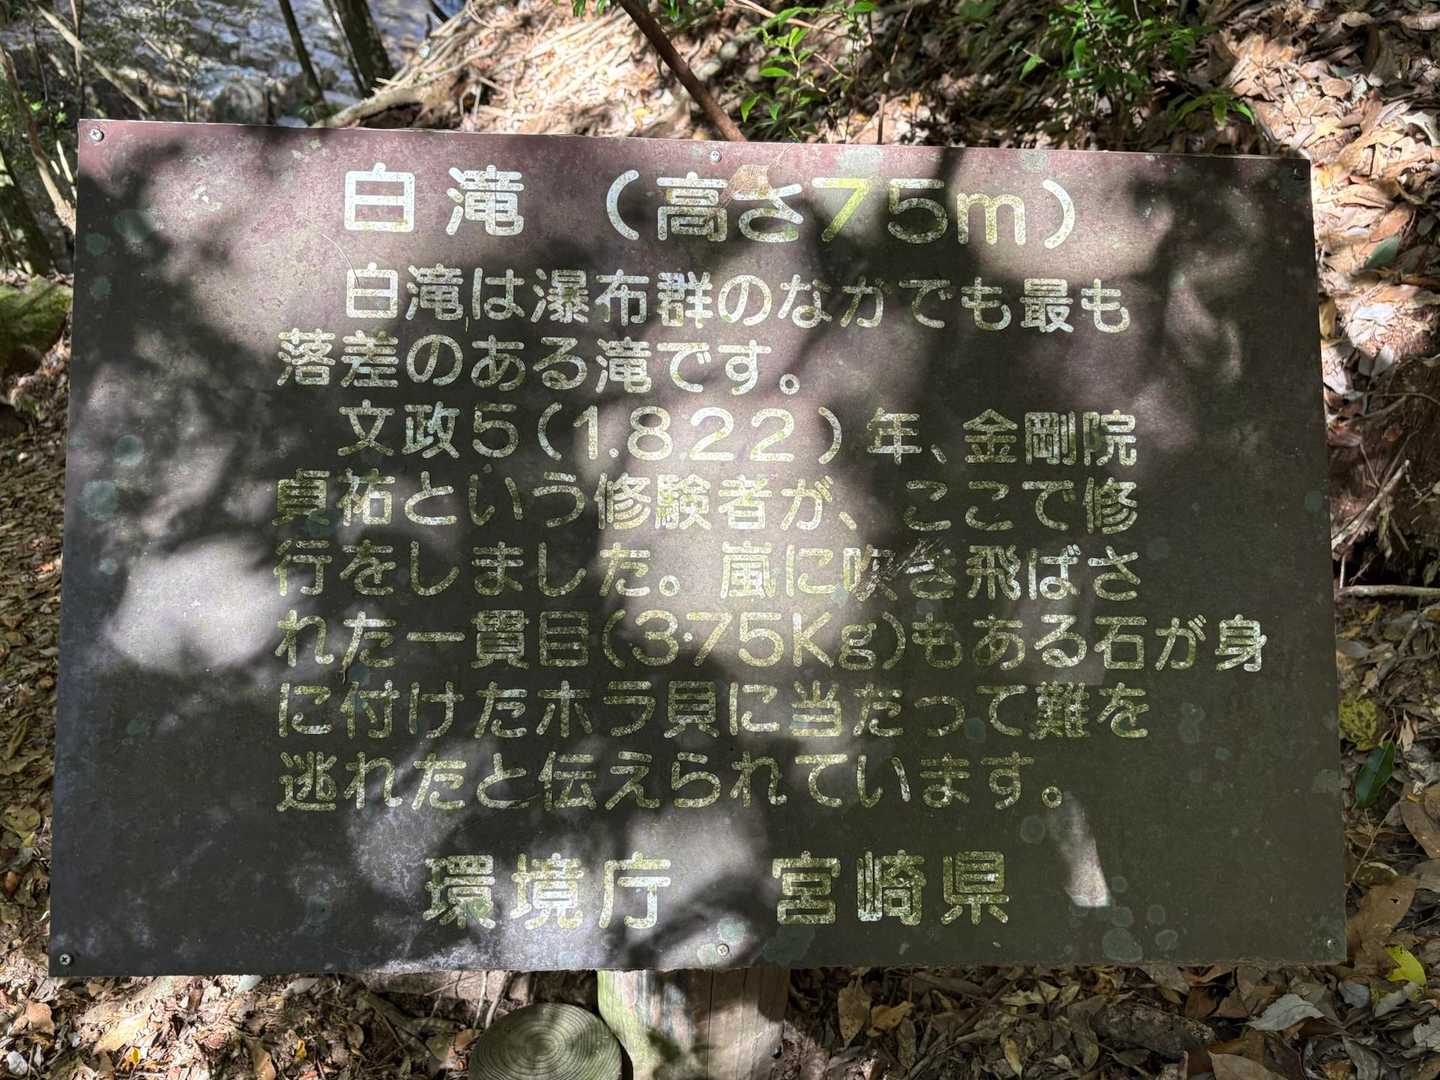 白滝（高さ75m）
白滝は瀑布群のなかでも最も
落差のある滝です。
文政5(1.822)年、金剛院
貞祐という修験者が、ここで修
行をしました。嵐に吹き飛ばさ
れた一貫目(3.75Kg)もある石が身
に付けたホラ貝に当たって難を
逃れたと伝えられています。
環境庁　宮崎県